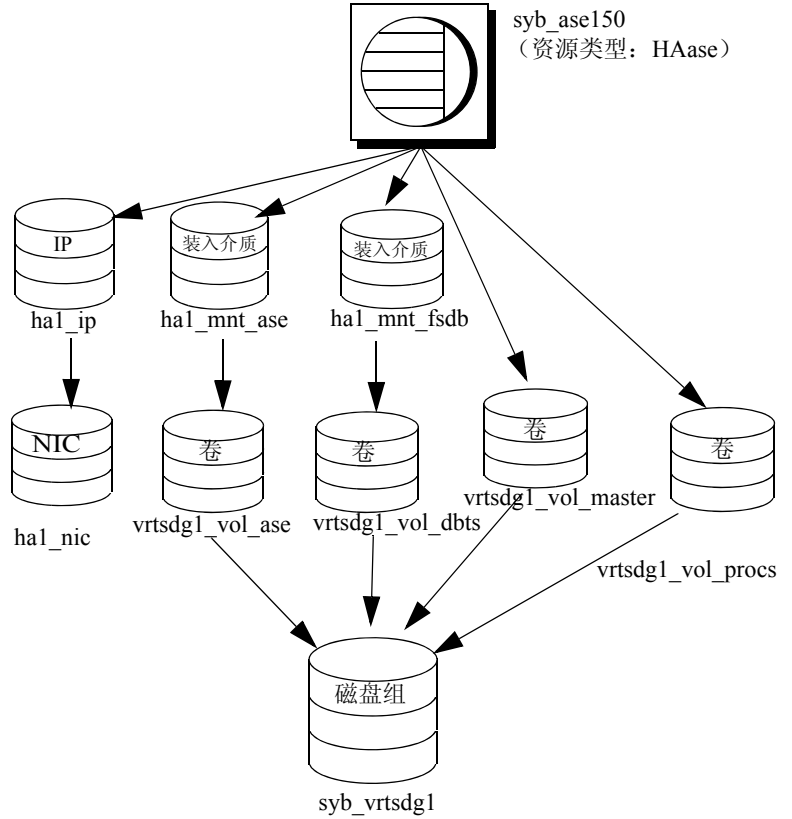 syb_ase150
（资源类型：HAase）
IP
装入介质
装入介质
ha1_ip
ha1_mnt_ase
ha1_mnt_fsdb
NIC
卷
卷
卷
卷
ha1_nic
vrtsdg1_vol_ase
vrtsdg1_vol_dbts
vrtsdg1_vol_master
vrtsdg1_vol_procs
磁盘组
syb_vrtsdg1